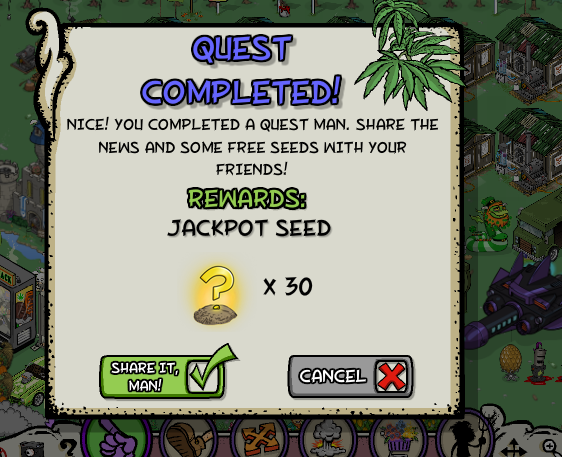 QUEST
COMPLETED!
NICE! YOU COMPLETED A QUEST MAN. SHARE THE
NEWS AND SOME FREE SEEDS WITH YOUR
FRIENDS!
REWARDS:
JACKPOT SEED
? X 30
SHARE IT,
MAN!
CANCEL
?